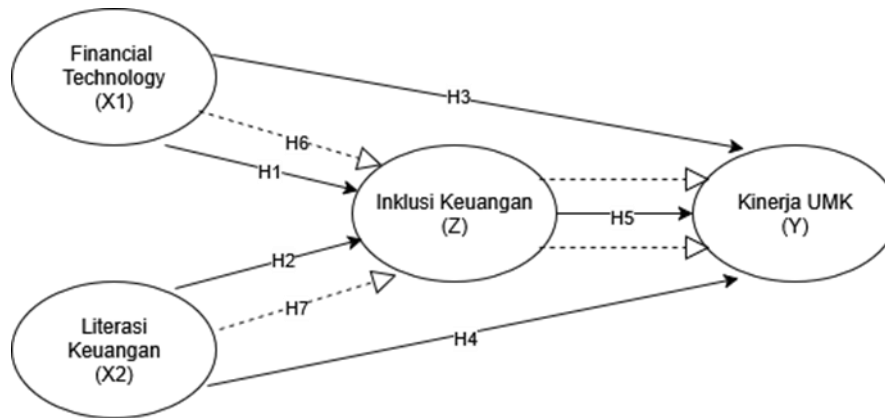 Financial
Technology
(X1)
H3
H6
H1
Inklusi Keuangan
(Z)
H5
Kinerja UMK
(Y)
H2
H7
Literasi
Keuangan
(X2)
H4